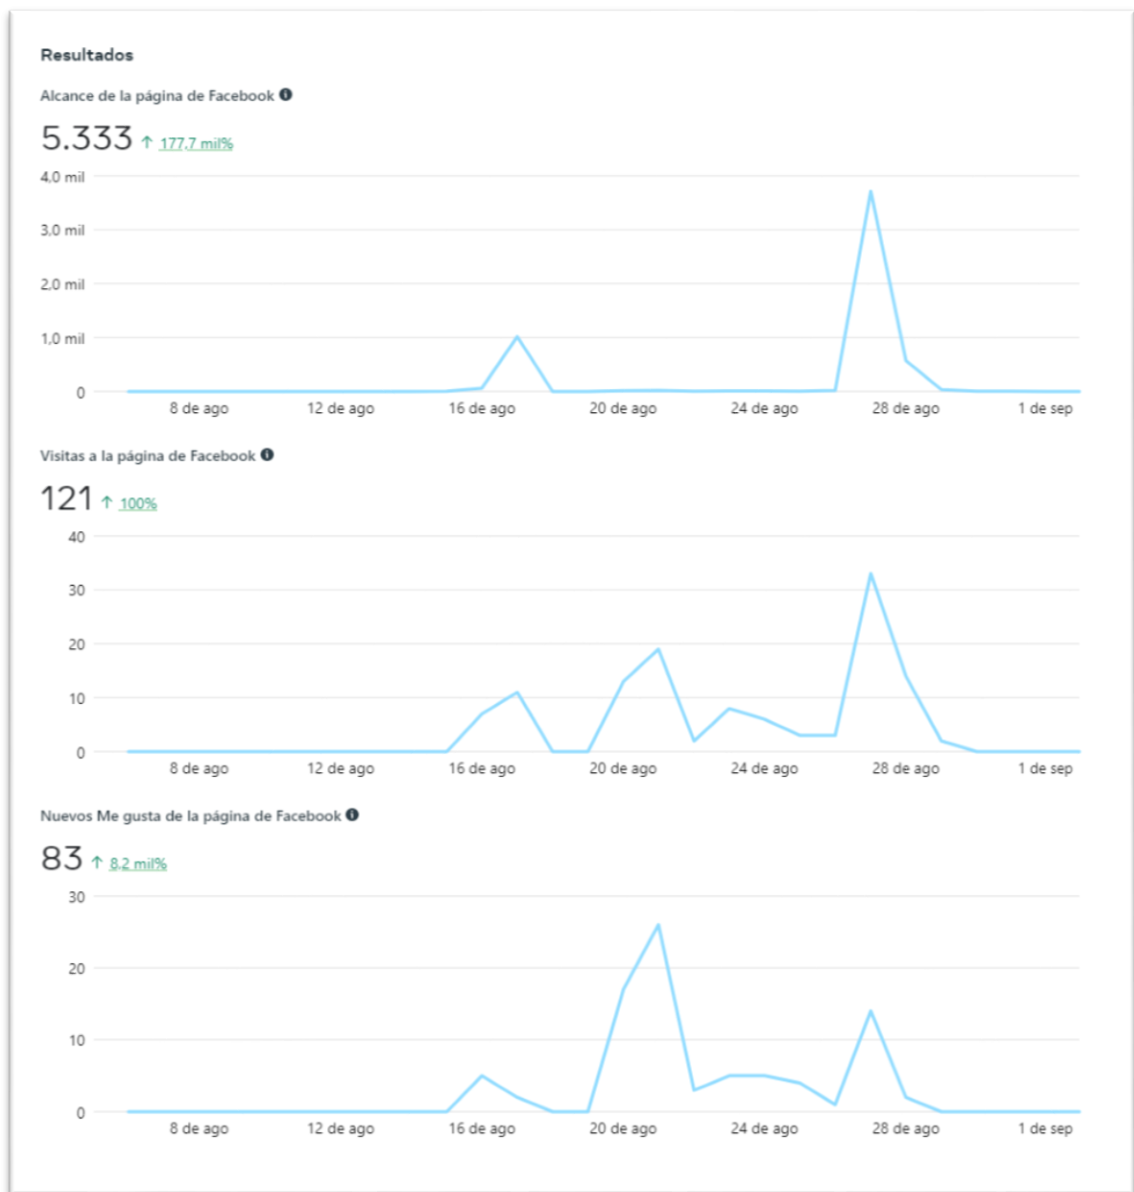 Resultados
Alcance de la página de Facebook
5.333 ↑ 177,7 mil%
4,0 mil
3,0 mil
2,0 mil
1,0 mil
0
8 de ago 12 de ago 16 de ago 20 de ago 24 de ago 28 de ago 1 de sep
Visitas a la página de Facebook
121 ↑ 100%
40
30
20
10
0
8 de ago 12 de ago 16 de ago 20 de ago 24 de ago 28 de ago 1 de sep
Nuevos Me gusta de la página de Facebook
83 ↑ 8,2 mil%
30
20
10
0
8 de ago 12 de ago 16 de ago 20 de ago 24 de ago 28 de ago 1 de sep